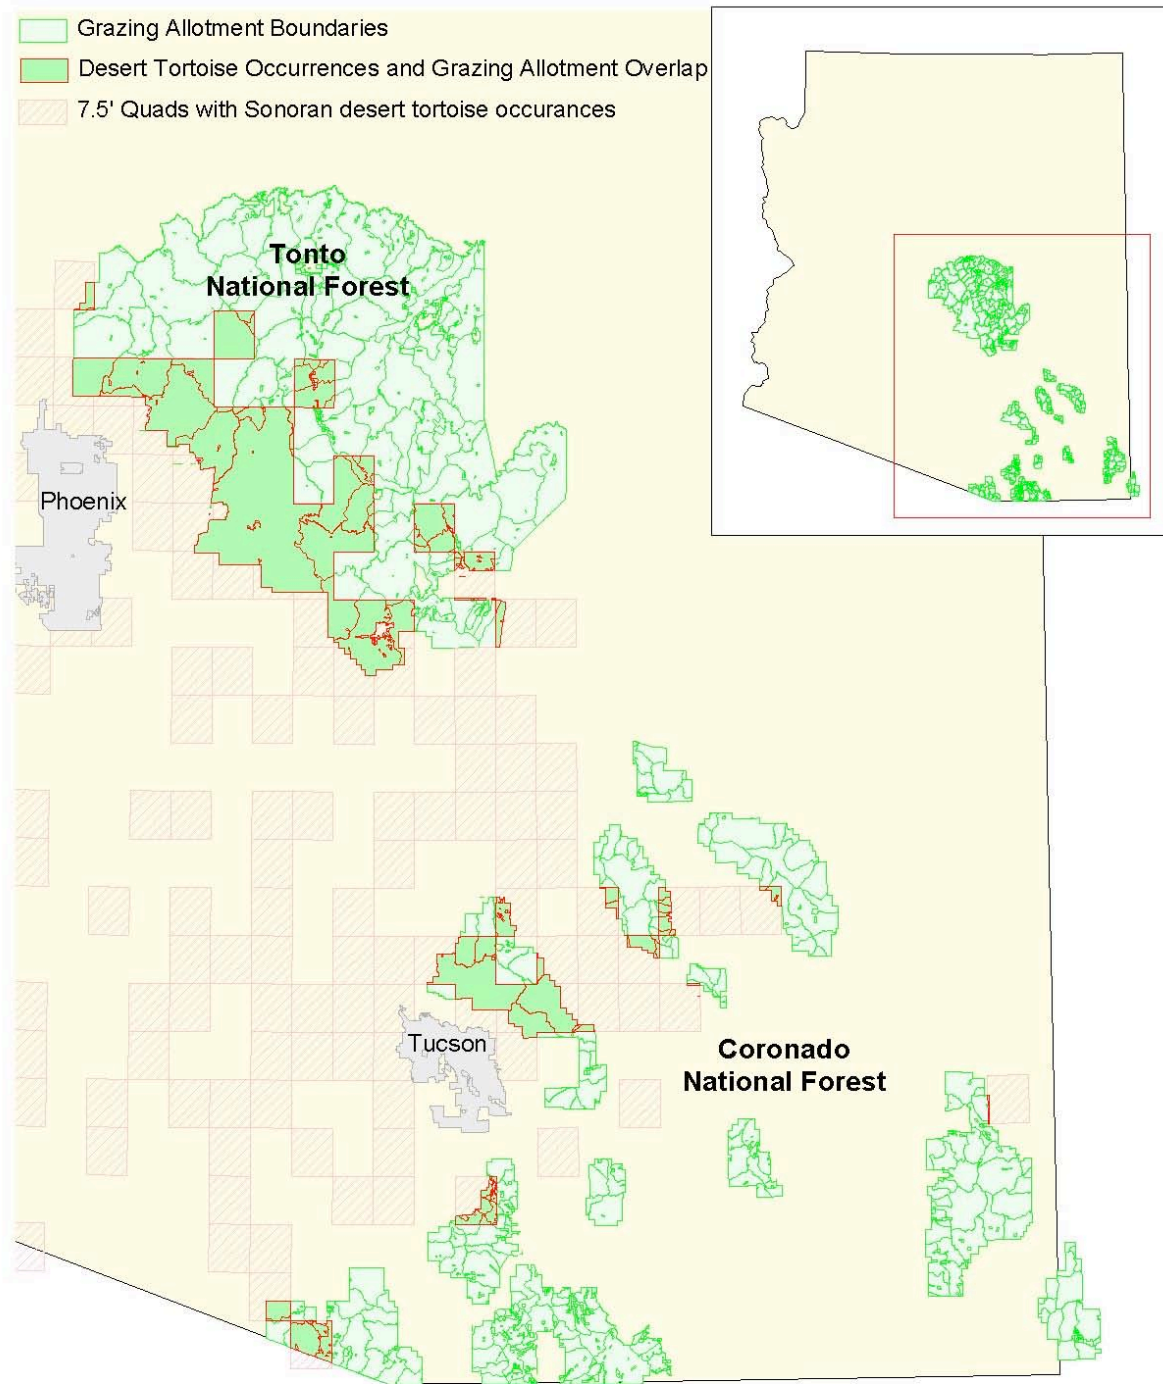 Grazing Allotment Boundaries
Desert Tortoise Occurrences and Grazing Allotment Overlap
7.5' Quads with Sonoran desert tortoise occurances
Tonto
National Forest
Phoenix
Tucson
Coronado
National Forest